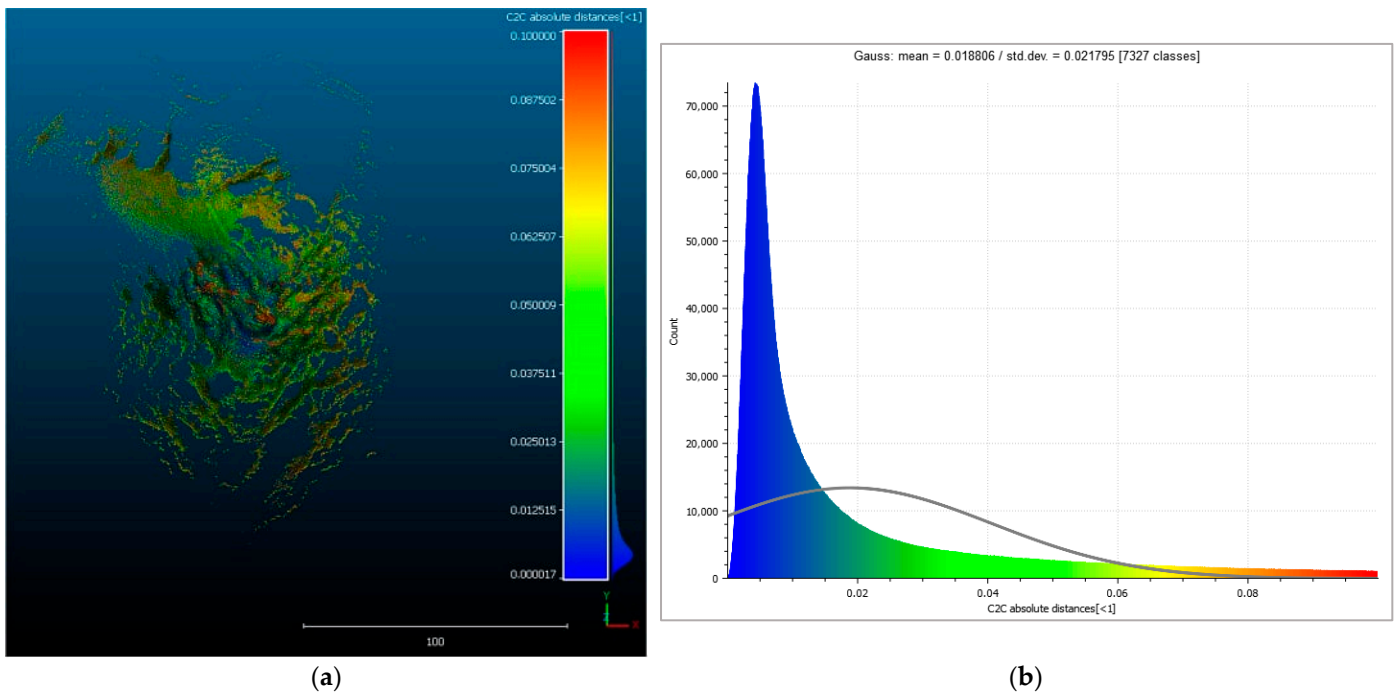 C2C absolute distances[<1]
0.100000
0.087502
0.075004
0.062507
0.050009
0.037511
0.025013
0.012515
0.000017
Y
Z
X
100
(a)
Gauss: mean = 0.018806 / std.dev. = 0.021795 [7327 classes]
70,000
60,000
50,000
40,000
30,000
20,000
10,000
0
Count
0.02
0.04
0.06
0.08
C2C absolute distances[<1]
(b)